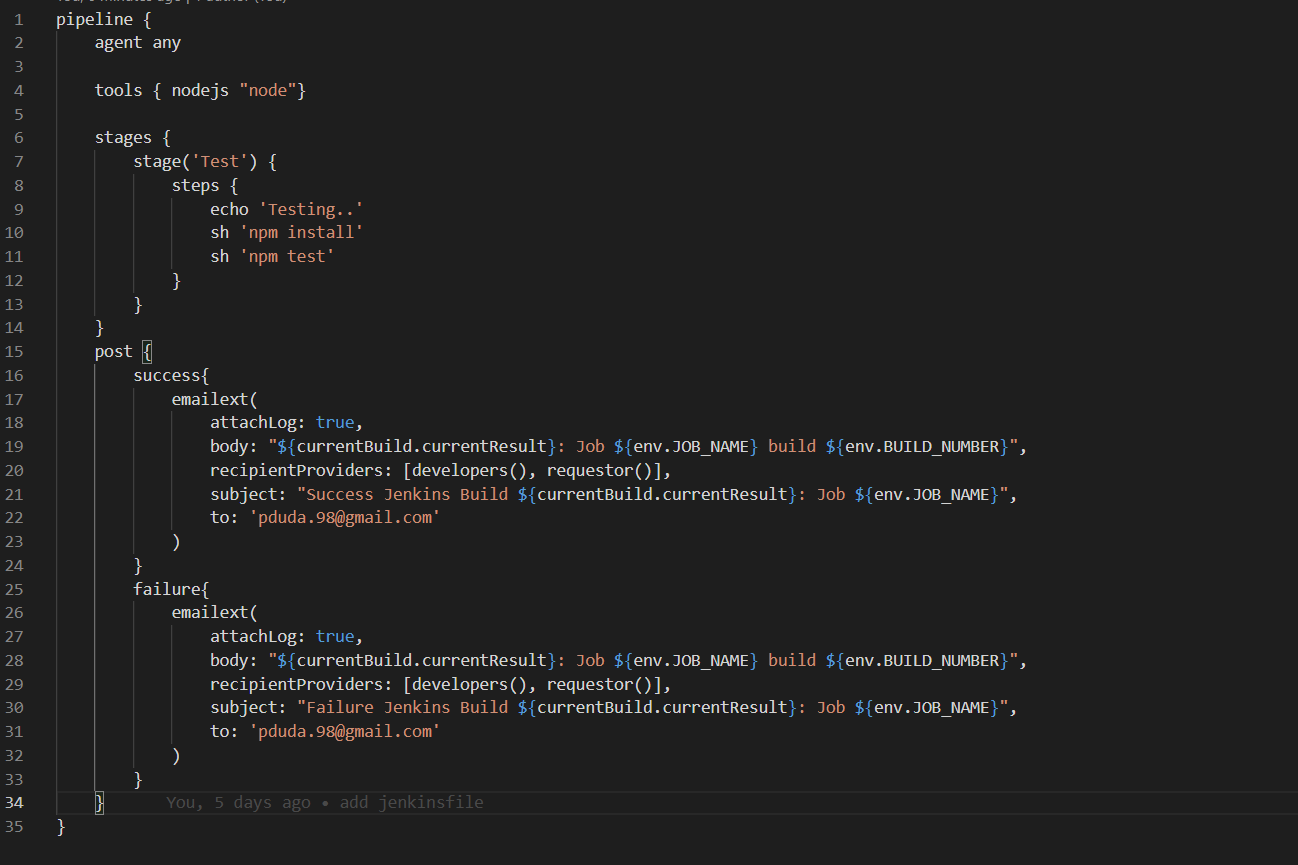 1 pipeline {
2     agent any
3
4     tools { nodejs "node"}
5
6     stages {
7         stage('Test') {
8             steps {
9                 echo 'Testing..'
10                 sh 'npm install'
11                 sh 'npm test'
12             }
13         }
14     }
15     post {
16         success{
17             emailext(
18                 attachLog: true,
19                 body: "${currentBuild.currentResult}: Job ${env.JOB_NAME} build ${env.BUILD_NUMBER}",
20                 recipientProviders: [developers(), requestor()],
21                 subject: "Success Jenkins Build ${currentBuild.currentResult}: Job ${env.JOB_NAME}",
22                 to: 'pduda.98@gmail.com'
23             )
24         }
25         failure{
26             emailext(
27                 attachLog: true,
28                 body: "${currentBuild.currentResult}: Job ${env.JOB_NAME} build ${env.BUILD_NUMBER}",
29                 recipientProviders: [developers(), requestor()],
30                 subject: "Failure Jenkins Build ${currentBuild.currentResult}: Job ${env.JOB_NAME}",
31                 to: 'pduda.98@gmail.com'
32             )
33         }
34     }     You, 5 days ago • add jenkinsfile
35 }